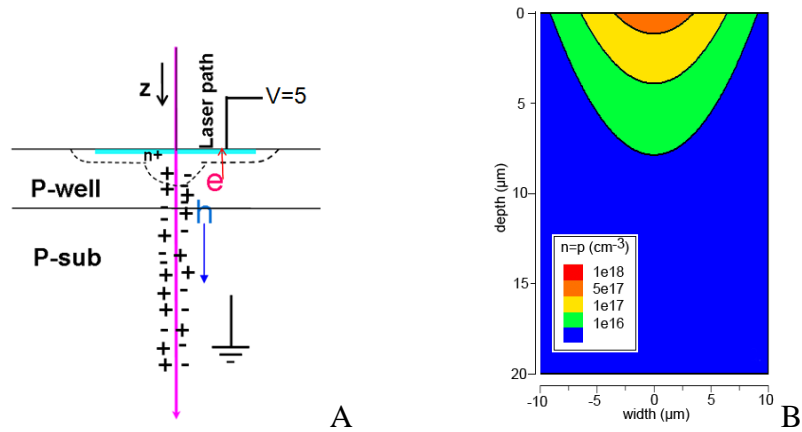 z
Laser path
V=5
n+
e
P-well
h
P-sub
A
0
5
10
15
20
depth (µm)
n=p (cm-3)
1e18
5e17
1e17
1e16
-10
-5
0
5
10
width (µm)
B